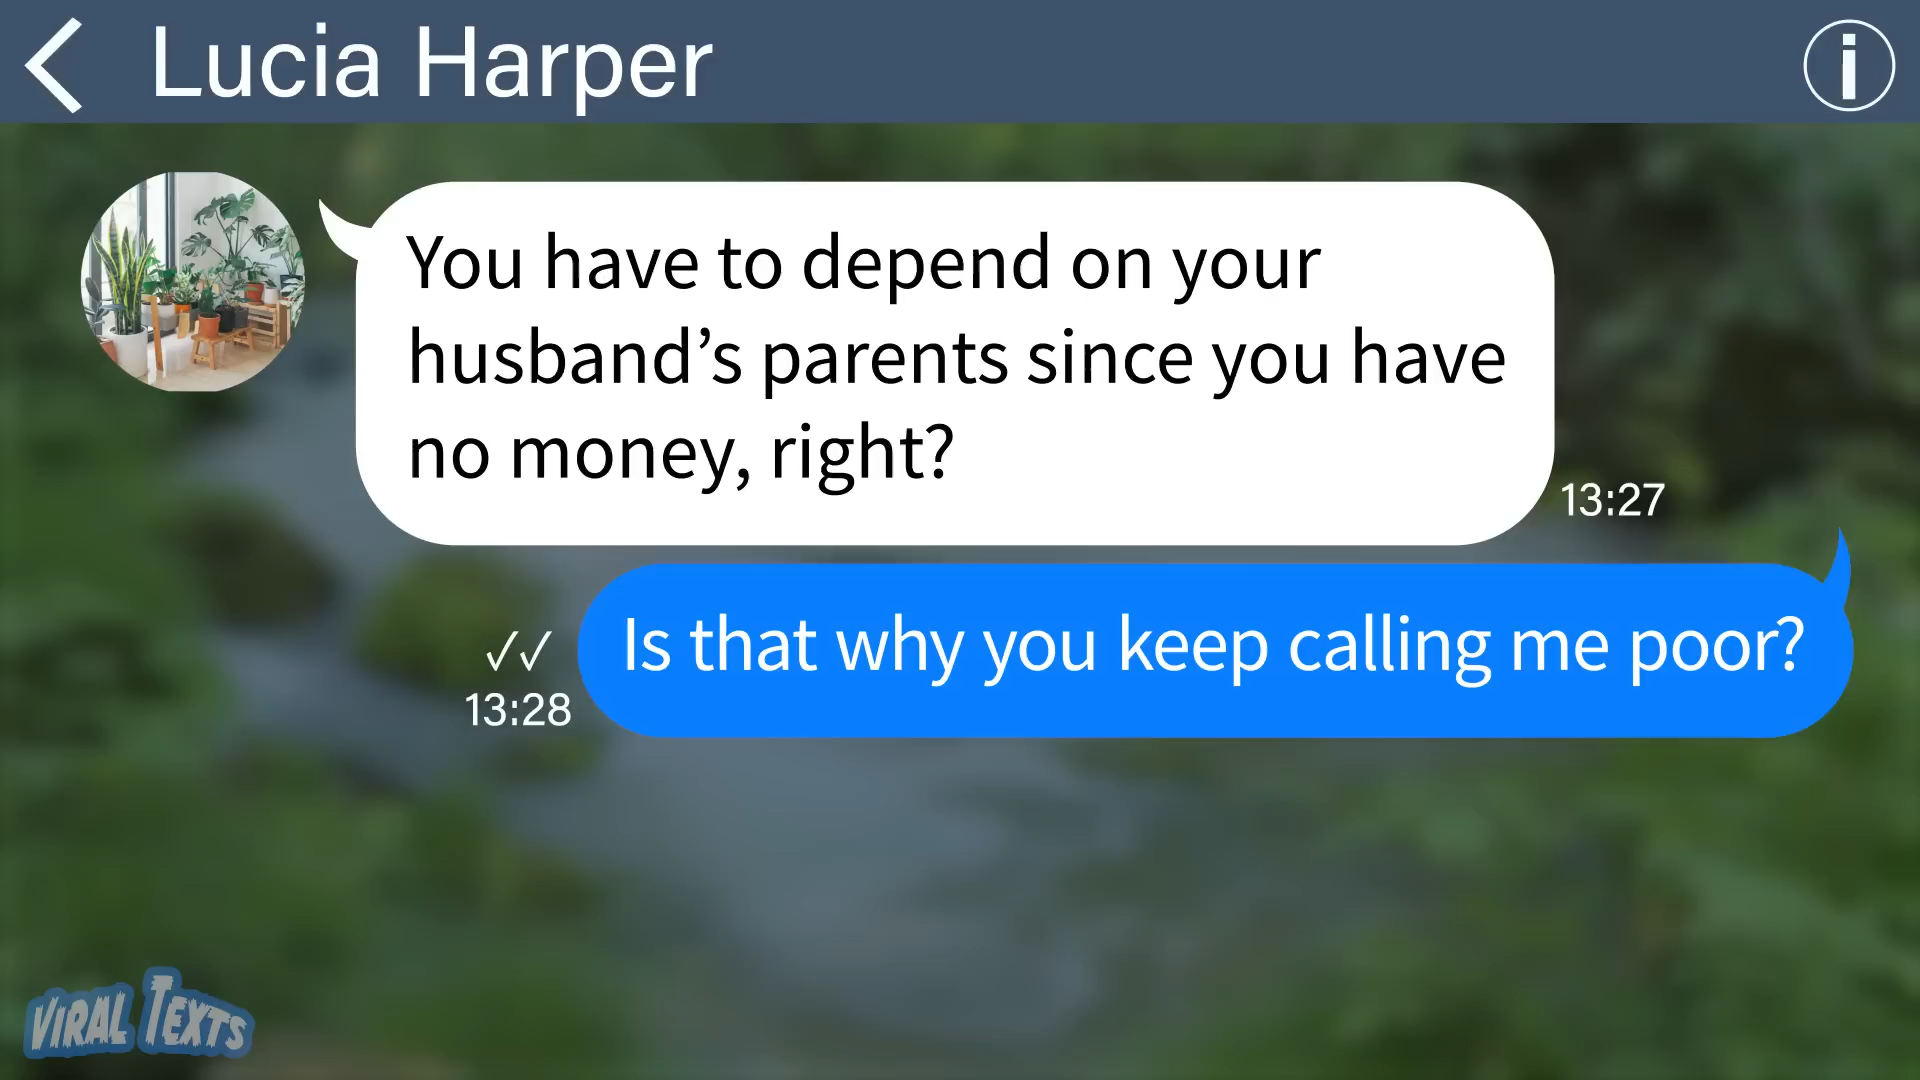 Lucia Harper
You have to depend on your
husband’s parents since you have
no money, right?
13:27
Is that why you keep calling me poor?
13:28
VIRAL TEXTS